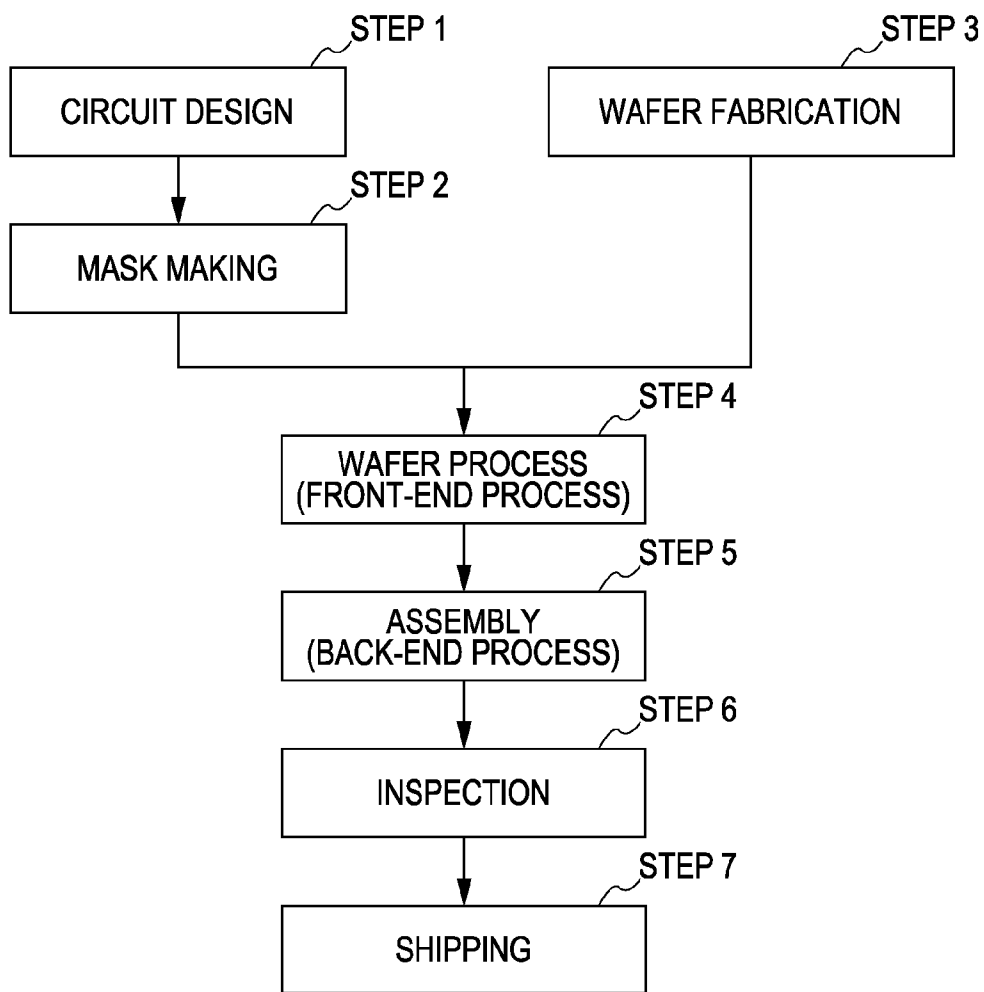 STEP 1
CIRCUIT DESIGN
STEP 3
WAFER FABRICATION
STEP 2
MASK MAKING
STEP 4
WAFER PROCESS
(FRONT-END PROCESS)
STEP 5
ASSEMBLY
(BACK-END PROCESS)
STEP 6
INSPECTION
STEP 7
SHIPPING